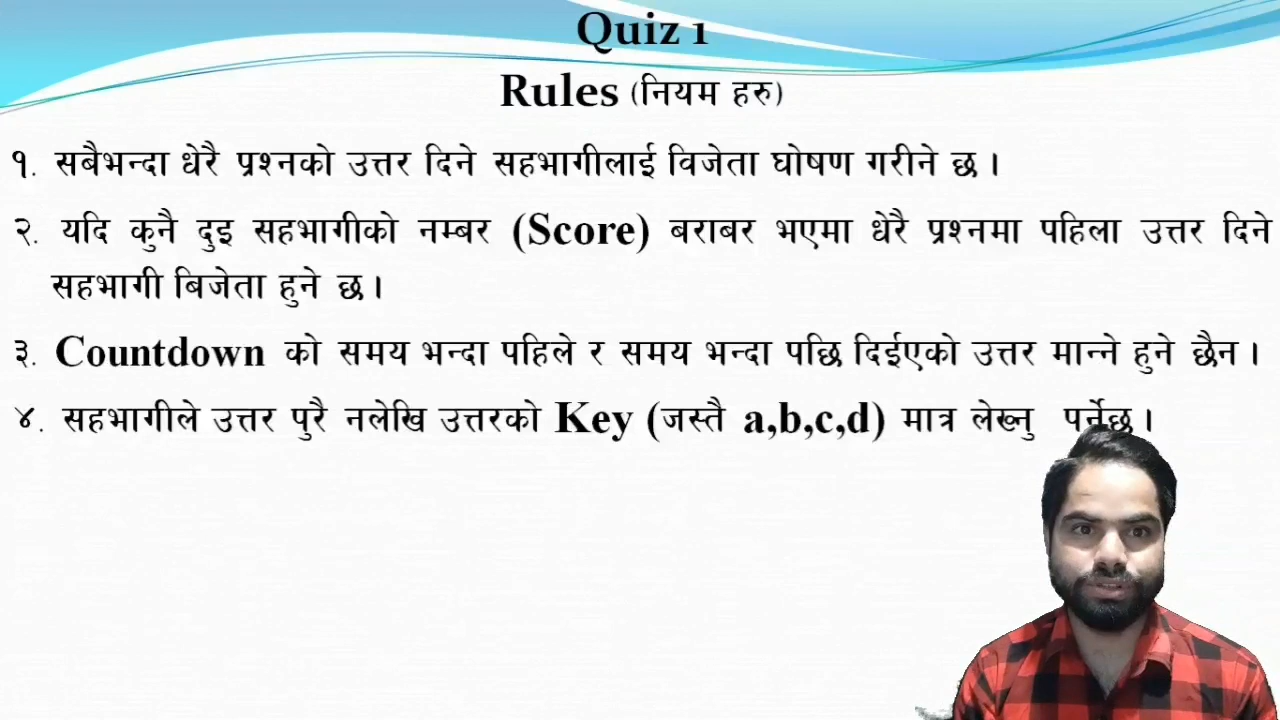 Quiz 1
Rules (नियम हरु)
१. सबैभन्दा धेरै प्रश्नको उत्तर दिने सहभागीलाई विजेता घोषण गरीने छ ।
२. यदि कुनै दुइ सहभागीको नम्बर (Score) बराबर भएमा धेरै प्रश्नमा पहिला उत्तर दिने
सहभागी बिजेता हुने छ ।
३. Countdown को समय भन्दा पहिले र समय भन्दा पछि दिईएको उत्तर मान्ने हुने छैन ।
४. सहभागीले उत्तर पुरै नलेखि उत्तरको Key (जस्तै a,b,c,d) मात्र लेख्नु पर्नेछ ।